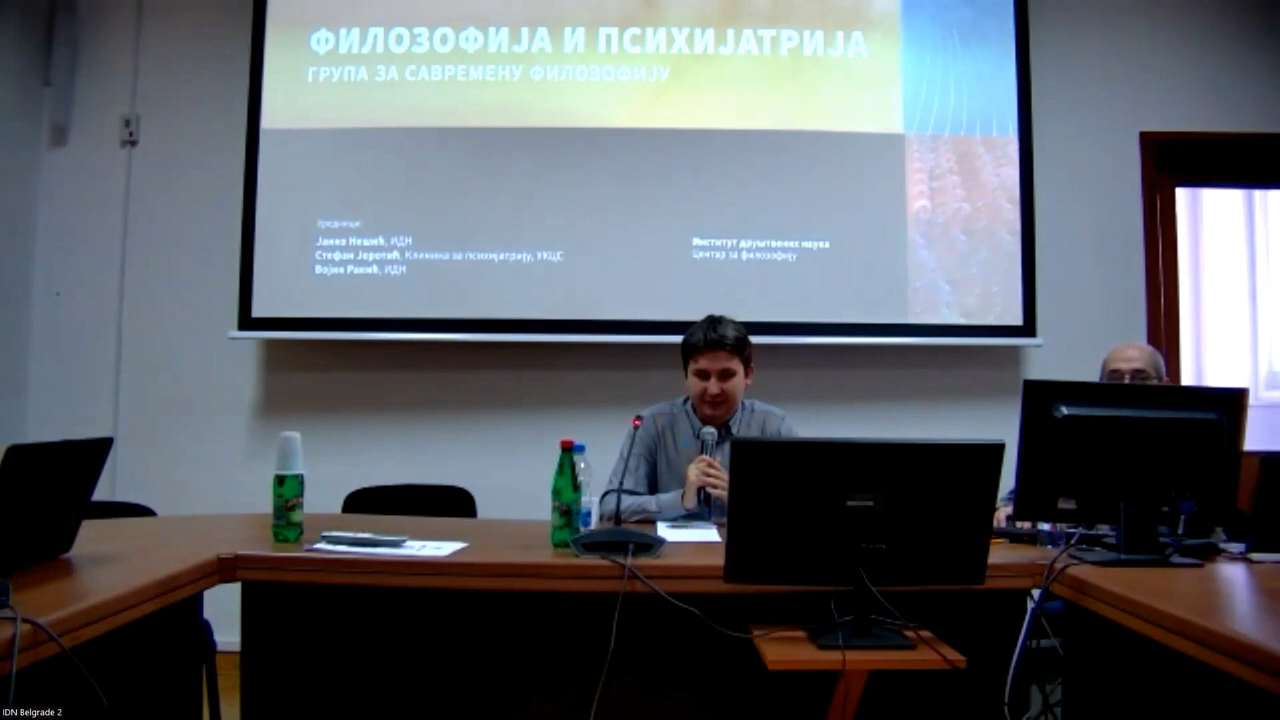 ФИЛОЗОФИЈА И ПСИХИЈАТРИЈА
ГРУПА ЗА САВРЕМЕНУ ФИЛОЗОФИЈУ
Уредници:
Јанко Нешић, ИДН
Стефан Јеротић, Клиника за психијатрију, УКЦС
Војин Ракић, ИДН
Институт друштвених наука
Центар за филозофију
IDN Belgrade 2